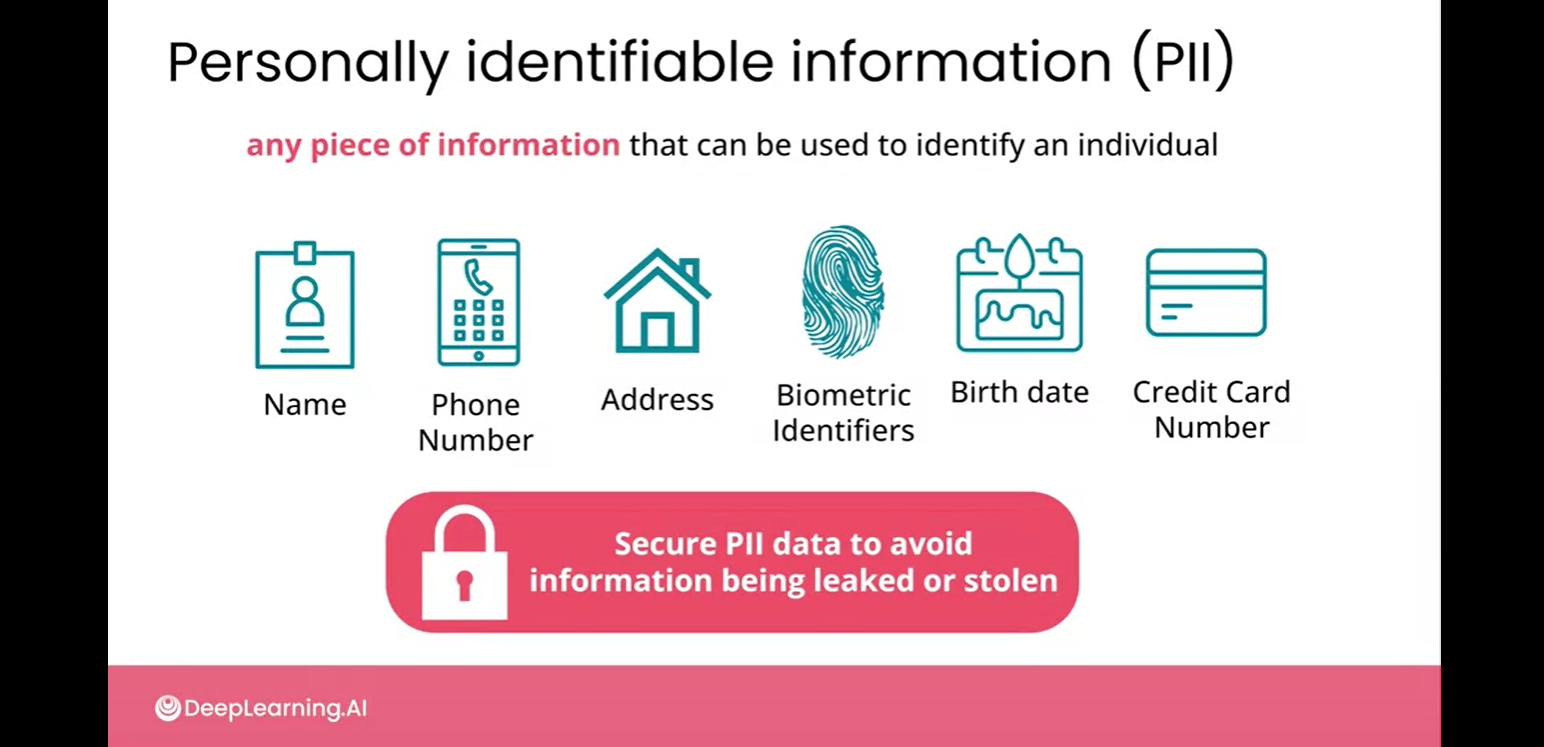 Personally identifiable information (PII)
any piece of information that can be used to identify an individual
Name
Phone
Number
Address
Biometric
Identifiers
Birth date
Credit Card
Number
Secure PII data to avoid
information being leaked or stolen
DeepLearning.AI